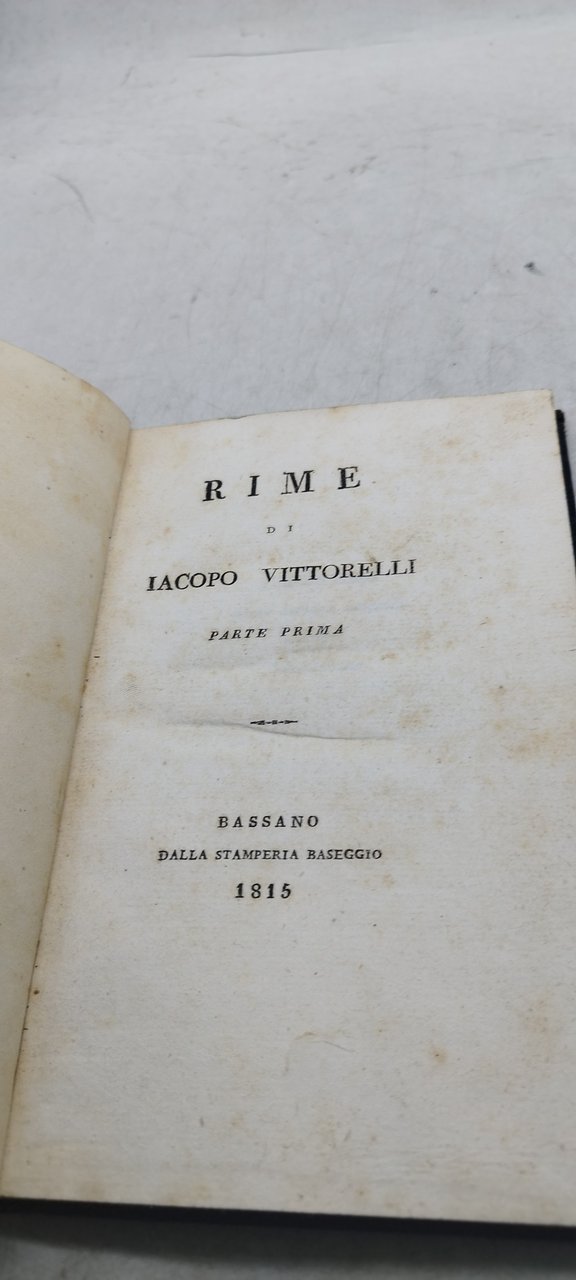 RIME
DI
IACOPO VITTORELLI
PARTE PRIMA
BASSANO
DALLA STAMPERIA BASEGGIO
1815